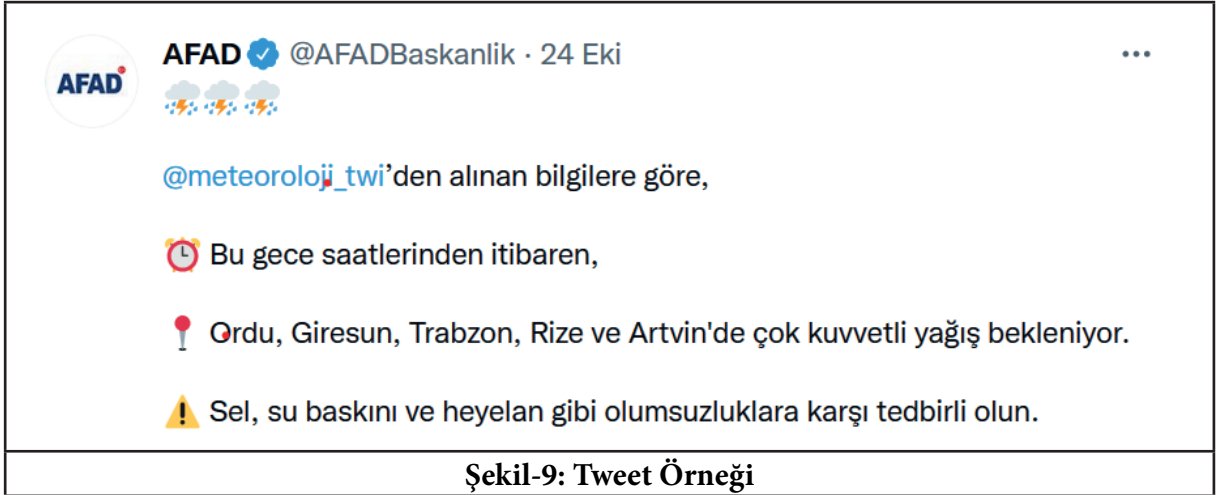 AFAD @AFADBaskanlik · 24 Eki
AFAD
@meteoroloji_twi’den alınan bilgilere göre,
Bu gece saatlerinden itibaren,
Ordu, Giresun, Trabzon, Rize ve Artvin'de çok kuvvetli yağış bekleniyor.
Sel, su baskını ve heyelan gibi olumsuzluklara karşı tedbirli olun.
Şekil-9: Tweet Örneği